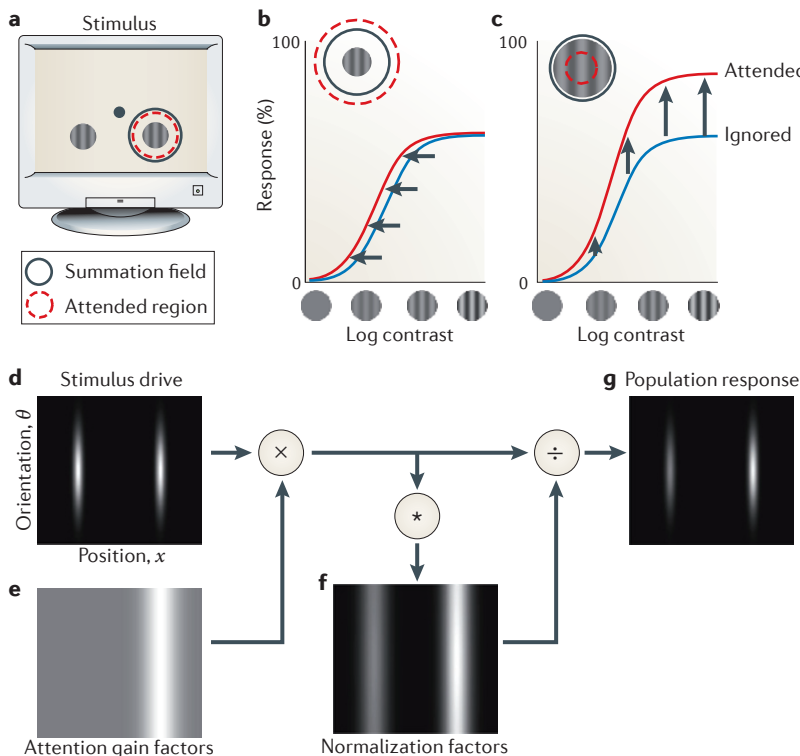 a
Stimulus
Summation field
Attended region
b
100
Response (%)
0
Log contrast
c
100
Attended
Ignored
0
Log contrast
d
Stimulus drive
Orientation, θ
Position, x
×
*
÷
g
Population response
e
Attention gain factors
f
Normalization factors